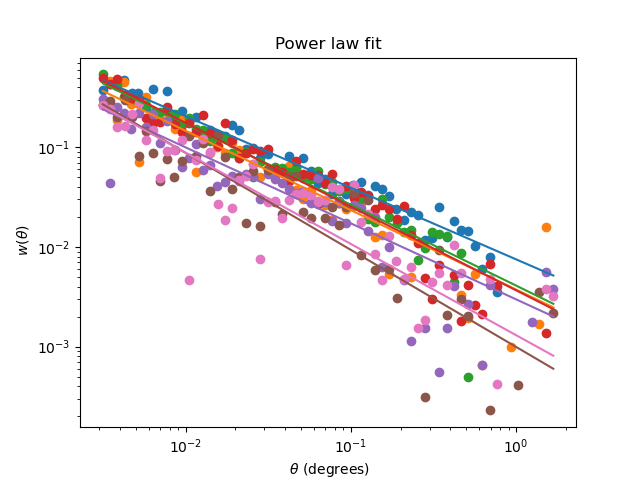 Power law fit
w(θ)
10⁻¹
10⁻²
10⁻³
10⁻²
10⁻¹
10⁰
θ (degrees)